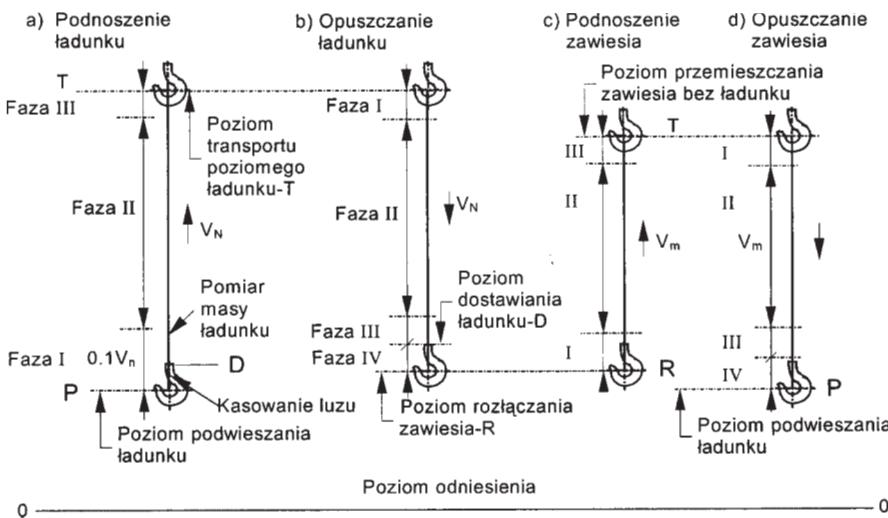 a) Podnoszenie
ładunku
b) Opuszczanie
ładunku
c) Podnoszenie
zawiesia
d) Opuszczanie
zawiesia
T
Faza III
Poziom
transportu
poziomego
ładunku-T
Faza II
V_N
Pomiar
masy
ładunku
Faza I
0.1V_n
D
P
Kasowanie luzu
Poziom podwieszania
ładunku
Faza I
Faza II
V_N
Poziom
dostawiania
ładunku-D
Faza III
Faza IV
Poziom rozłączania
zawiesia-R
Poziom przemieszczania
zawiesia bez ładunku
T
III
II
V_m
I
R
I
II
V_m
III
IV
P
Poziom podwieszania
ładunku
Poziom odniesienia
0
0